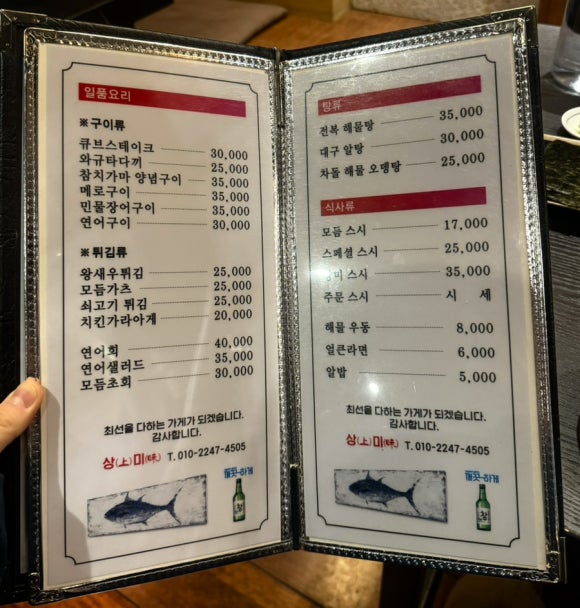 일품요리
※구이류
큐브스테이크 30,000
와규타다끼 25,000
참치가마 양념구이 35,000
메로구이 35,000
민물장어구이 35,000
연어구이 30,000
※튀김류
왕새우튀김 25,000
모듬가츠 25,000
쇠고기 튀김 25,000
치킨가라아게 20,000
연어회 40,000
연어샐러드 35,000
모듬초회 30,000
최선을 다하는 가게가 되겠습니다.
감사합니다.
상(上)미(味) T. 010-2247-4505
깨끗-하게
참
탕류
전복 해물탕 35,000
대구 알탕 30,000
차돌 해물 오뎅탕 25,000
식사류
모듬 스시 17,000
스페셜 스시 25,000
스시 35,000
주문 스시 시 세
해물 우동 8,000
얼큰라면 6,000
알밥 5,000
최선을 다하는 가게가 되겠습니다.
감사합니다.
상(上)미(味) T. 010-2247-4505
깨끗-하게
참